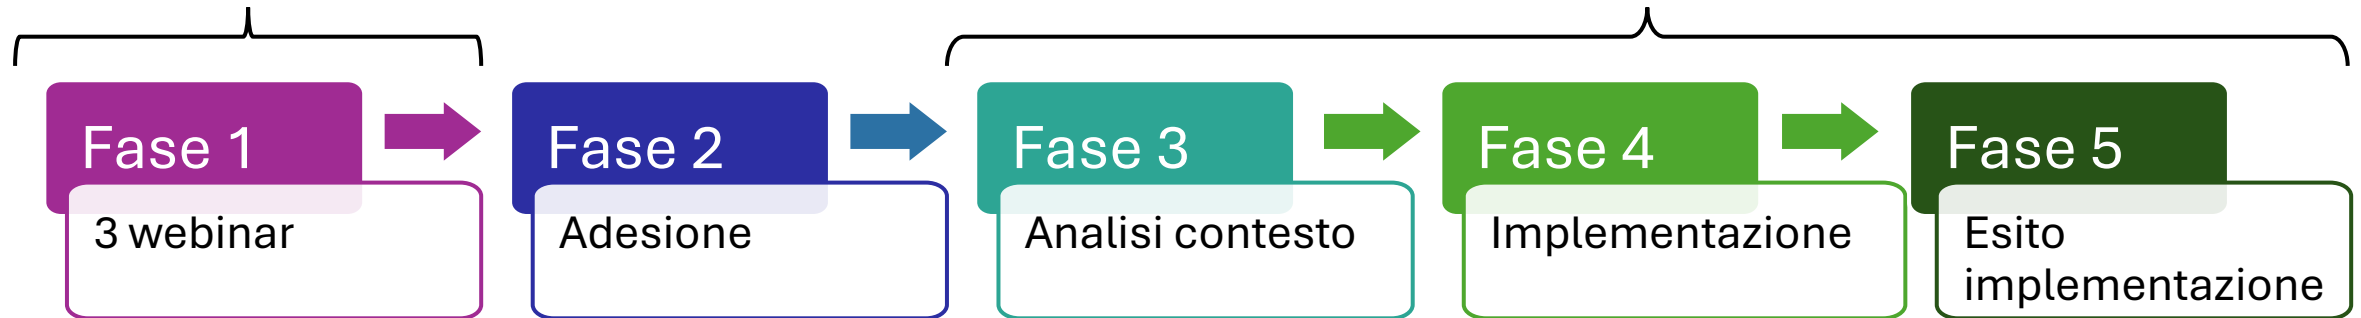 Fase 1
3 webinar
Fase 2
Adesione
Fase 3
Analisi contesto
Fase 4
Implementazione
Fase 5
Esito
implementazione